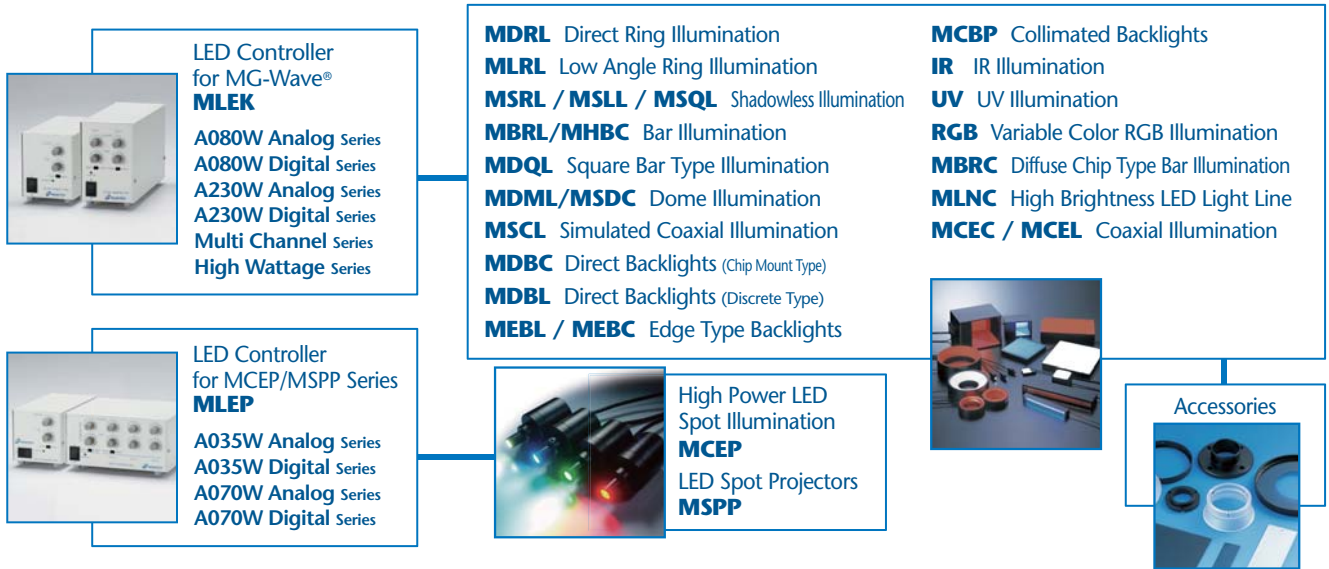 LED Controller
for MG-Wave®
MLEK
A080W Analog Series
A080W Digital Series
A230W Analog Series
A230W Digital Series
Multi Channel Series
High Wattage Series
MDRL Direct Ring Illumination
MLRL Low Angle Ring Illumination
MSRL / MSLL / MSQL Shadowless Illumination
MBRL/MHBC Bar Illumination
MDQL Square Bar Type Illumination
MDML/MSDC Dome Illumination
MSCL Simulated Coaxial Illumination
MDBC Direct Backlights (Chip Mount Type)
MDBL Direct Backlights (Discrete Type)
MEBL / MEBC Edge Type Backlights
MCBP Collimated Backlights
IR IR Illumination
UV UV Illumination
RGB Variable Color RGB Illumination
MBRC Diffuse Chip Type Bar Illumination
MLNC High Brightness LED Light Line
MCEC / MCEL Coaxial Illumination
LED Controller
for MCEP/MSPP Series
MLEP
A035W Analog Series
A035W Digital Series
A070W Analog Series
A070W Digital Series
High Power LED
Spot Illumination
MCEP
LED Spot Projectors
MSPP
Accessories